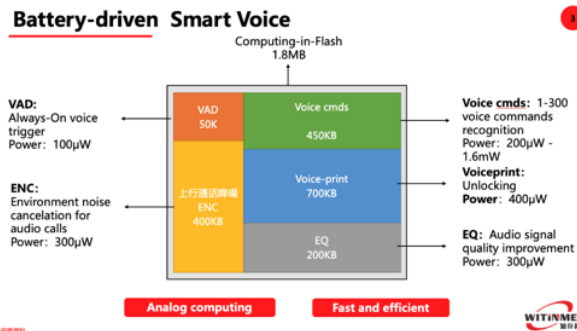 Battery-driven Smart Voice
3
Computing-in-Flash
1.8MB
VAD:
Always-On voice
trigger
Power: 100μW
ENC:
Environment noise
cancelation for
audio calls
Power: 300μW
VAD
50K
上行通话降噪
ENC
400KB
Voice cmds
450KB
Voice-print
700KB
EQ
200KB
Voice cmds: 1-300
voice commands
recognition
Power: 200μW -
1.6mW
Voiceprint:
Unlocking
Power: 400μW
EQ: Audio signal
quality improvement
Power: 300μW
Analog computing
Fast and efficient
WITINME